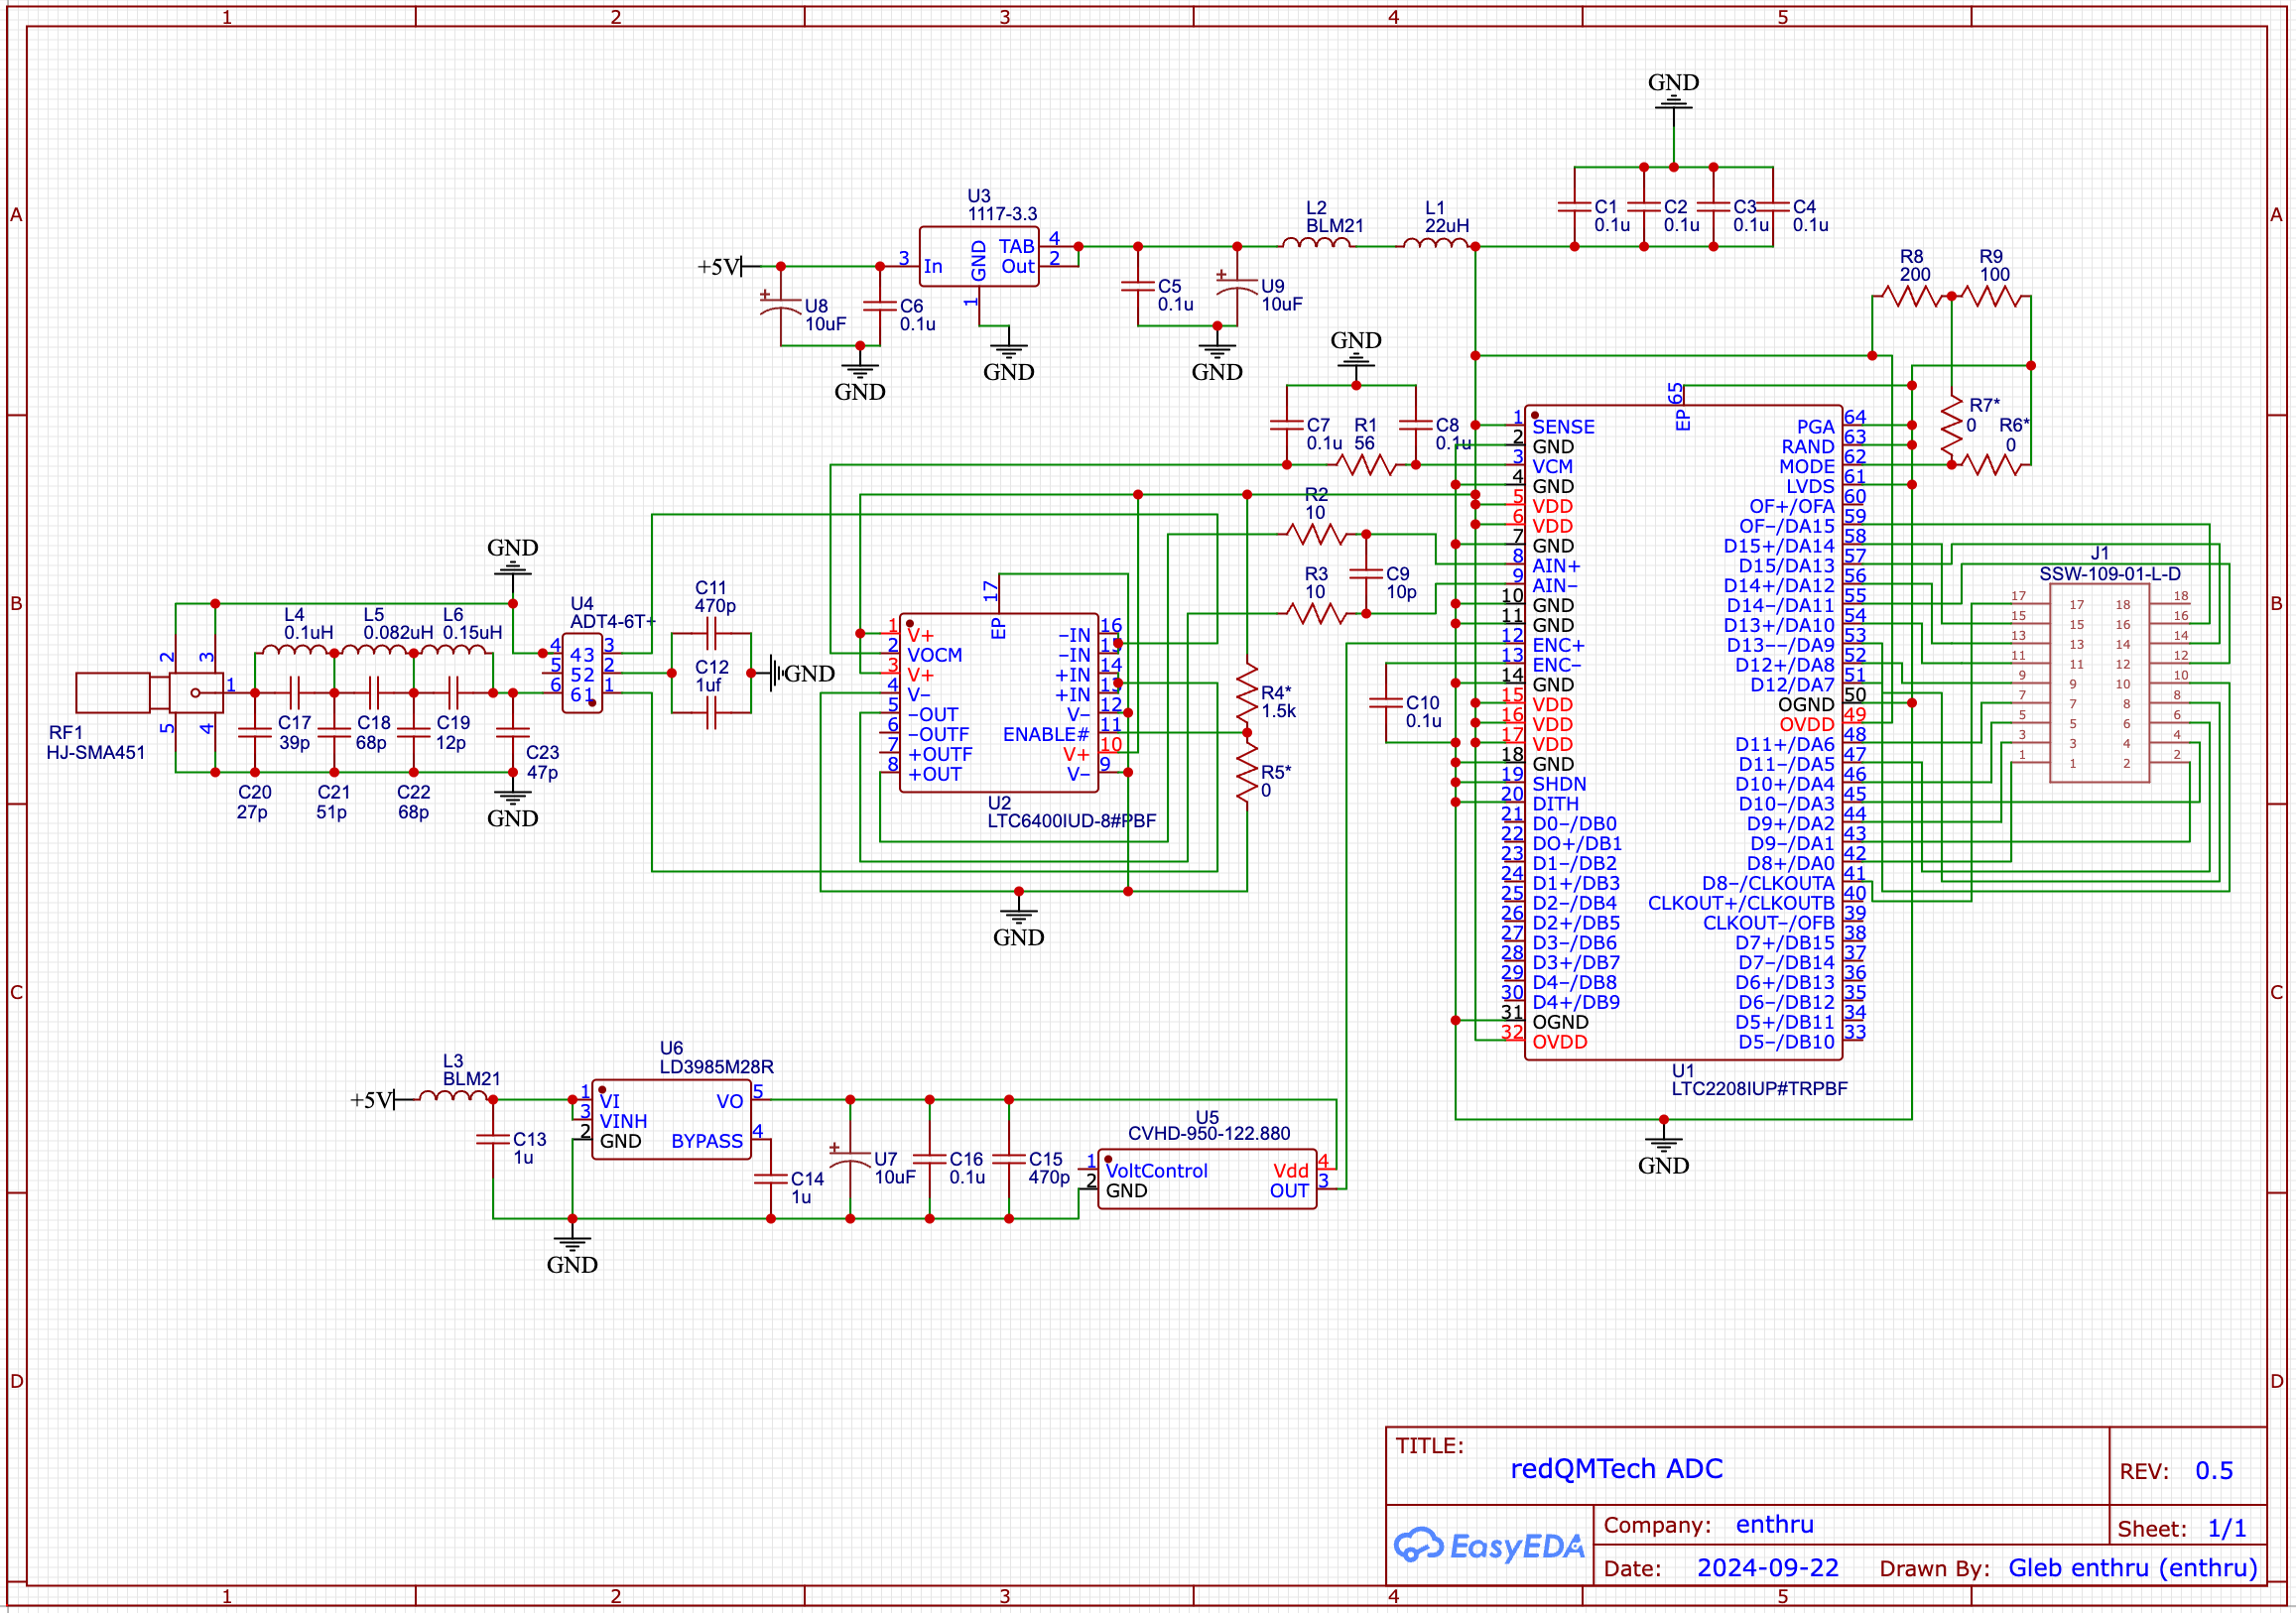 1 2 3 4 5
A B C D
A B C D
1 2 3 4 5
GND
C1
0.1u
C2
0.1u
C3
0.1u
C4
0.1u
U3
1117-3.3
+5V
3 In
GND 1
TAB 4
Out 2
U8
10uF
C6
0.1u
GND
GND
C5
0.1u
U9
10uF
GND
L2
BLM21
L1
22uH
R8
200
R9
100
R7*
0
R6*
0
GND
C7
0.1u
R1
56
C8
0.1u
R2
10
R3
10
C9
10p
C10
0.1u
EP 65
1 SENSE
2 GND
3 VCM
4 GND
5 VDD
6 VDD
7 GND
8 AIN+
9 AIN−
10 GND
11 GND
12 ENC+
13 ENC−
14 GND
15 VDD
16 VDD
17 VDD
18 GND
19 SHDN
20 DITH
21 D0−/DB0
22 DO+/DB1
23 D1−/DB2
24 D1+/DB3
25 D2−/DB4
26 D2+/DB5
27 D3−/DB6
28 D3+/DB7
29 D4−/DB8
30 D4+/DB9
31 OGND
32 OVDD
PGA 64
RAND 63
MODE 62
LVDS 61
OF+/OFA 60
OF−/DA15 59
D15+/DA14 58
D15/DA13 57
D14+/DA12 56
D14−/DA11 55
D13+/DA10 54
D13−−/DA9 53
D12+/DA8 52
D12/DA7 51
OGND 50
OVDD 49
D11+/DA6 48
D11−/DA5 47
D10+/DA4 46
D10−/DA3 45
D9+/DA2 44
D9−/DA1 43
D8+/DA0 42
D8−/CLKOUTA 41
CLKOUT+/CLKOUTB 40
CLKOUT−/OFB 39
D7+/DB15 38
D7−/DB14 37
D6+/DB13 36
D6−/DB12 35
D5+/DB11 34
D5−/DB10 33
U1
LTC2208IUP#TRPBF
GND
J1
SSW-109-01-L-D
17 17 18 18
15 15 16 16
13 13 14 14
11 11 12 12
9 9 10 10
7 7 8 8
5 5 6 6
3 3 4 4
1 1 2 2
GND
RF1
HJ-SMA451
2 3
1
5 4
L4
0.1uH
L5
0.082uH
L6
0.15uH
C17
39p
C18
68p
C19
12p
C23
47p
C20
27p
C21
51p
C22
68p
GND
U4
ADT4-6T+
4 43 3
5 52 2
6 61 1
C11
470p
C12
1uf
GND
EP 17
1 V+
2 VOCM
3 V+
4 V−
5 −OUT
6 −OUTF
7 +OUTF
8 +OUT
−IN 16
−IN 15
+IN 14
+IN 13
V− 12
ENABLE# 11
V+ 10
V− 9
U2
LTC6400IUD-8#PBF
R4*
1.5k
R5*
0
GND
+5V
L3
BLM21
C13
1u
U6
LD3985M28R
1 VI
3 VINH
2 GND
VO 5
BYPASS 4
C14
1u
U7
10uF
C16
0.1u
C15
470p
U5
CVHD-950-122.880
1 VoltControl
2 GND
Vdd 4
OUT 3
GND
TITLE:
redQMTech ADC
REV: 0.5
EasyEDA
Company: enthru
Sheet: 1/1
Date: 2024-09-22
Drawn By: Gleb enthru (enthru)